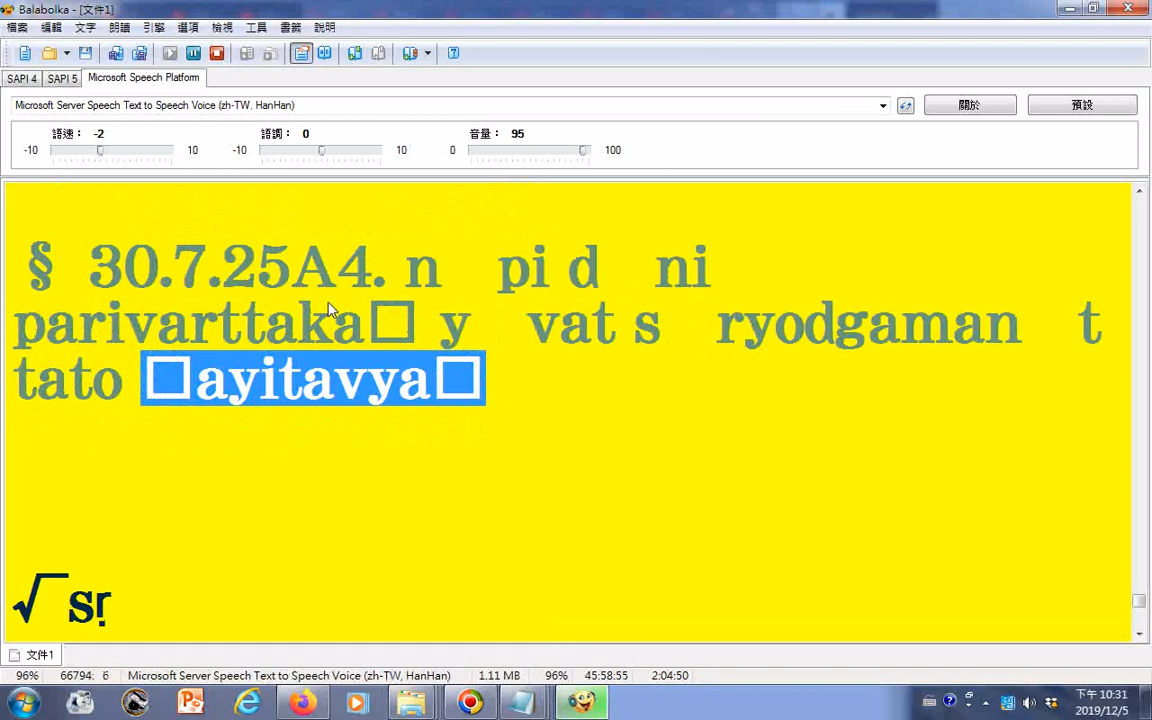 Balabolka - [文件1]
檔案 編輯 文字 朗讀 引擎 選項 檢視 工具 書籤 說明
SAPI 4 SAPI 5 Microsoft Speech Platform
Microsoft Server Speech Text to Speech Voice (zh-TW, HanHan) 關於 預設
語速： -2 語調： 0 音量： 95
-10 10 -10 10 0 100
§ 30.7.25A4. n pi d ni
parivarttaka□ y vat s ryodgaman t
tato □ayitavya□
√sṛ
文件1
96% 66794: 6 Microsoft Server Speech Text to Speech Voice (zh-TW, HanHan) 1.11 MB 96% 45:58:55 2:04:50
下午 10:31
2019/12/5